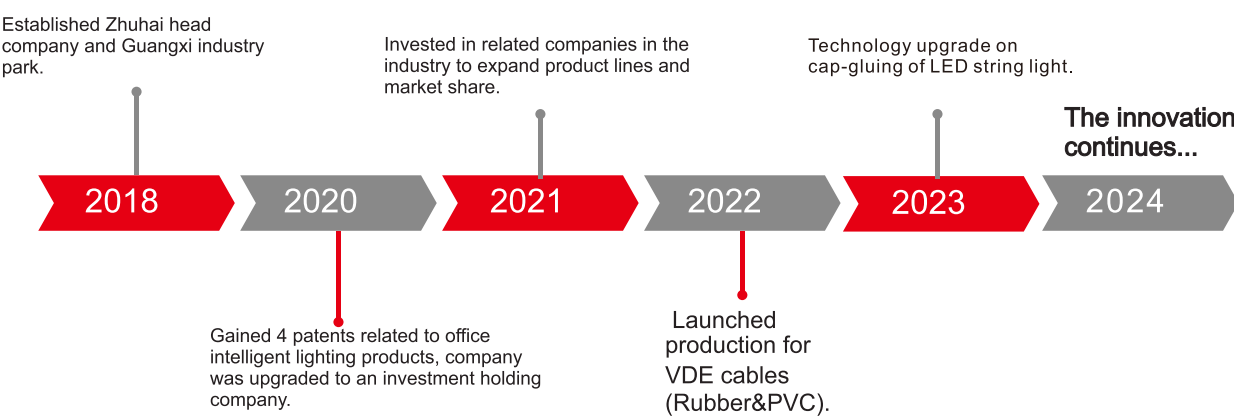 Established Zhuhai head
company and Guangxi industry
park.
Invested in related companies in the
industry to expand product lines and
market share.
Technology upgrade on
cap-gluing of LED string light.
The innovation
continues...
2018
2020
2021
2022
2023
2024
Gained 4 patents related to office
intelligent lighting products, company
was upgraded to an investment holding
company.
Launched
production for
VDE cables
(Rubber&PVC).